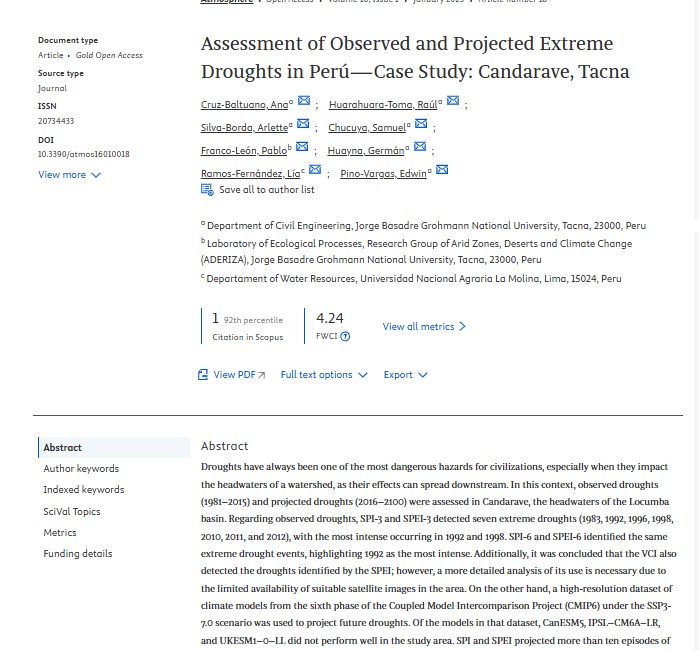 Atmosphere • Open Access • Volume 16, Issue 1 • January 2025 • Article number 18
Document type
Article • Gold Open Access
Source type
Journal
ISSN
20734433
DOI
10.3390/atmos16010018
View more
Assessment of Observed and Projected Extreme
Droughts in Perú—Case Study: Candarave, Tacna
Cruz-Baltuano, Ana a ; Huarahuara-Toma, Raúl a ;
Silva-Borda, Arlette a ; Chucuya, Samuel a ;
Franco-León, Pablo b ; Huayna, Germán a ;
Ramos-Fernández, Lía c ; Pino-Vargas, Edwin a
Save all to author list
a Department of Civil Engineering, Jorge Basadre Grohmann National University, Tacna, 23000, Peru
b Laboratory of Ecological Processes, Research Group of Arid Zones, Deserts and Climate Change
(ADERIZA), Jorge Basadre Grohmann National University, Tacna, 23000, Peru
c Departament of Water Resources, Universidad Nacional Agraria La Molina, Lima, 15024, Peru
1 92th percentile
Citation in Scopus
4.24
FWCI
View all metrics
View PDF Full text options Export
Abstract
Author keywords
Indexed keywords
SciVal Topics
Metrics
Funding details
Abstract
Droughts have always been one of the most dangerous hazards for civilizations, especially when they impact
the headwaters of a watershed, as their effects can spread downstream. In this context, observed droughts
(1981–2015) and projected droughts (2016–2100) were assessed in Candarave, the headwaters of the Locumba
basin. Regarding observed droughts, SPI-3 and SPEI-3 detected seven extreme droughts (1983, 1992, 1996, 1998,
2010, 2011, and 2012), with the most intense occurring in 1992 and 1998. SPI-6 and SPEI-6 identified the same
extreme drought events, highlighting 1992 as the most intense. Additionally, it was concluded that the VCI also
detected the droughts identified by the SPEI; however, a more detailed analysis of its use is necessary due to
the limited availability of suitable satellite images in the area. On the other hand, a high-resolution dataset of
climate models from the sixth phase of the Coupled Model Intercomparison Project (CMIP6) under the SSP3-
7.0 scenario was used to project future droughts. Of the models in that dataset, CanESM5, IPSL–CM6A–LR,
and UKESM1–0–LL did not perform well in the study area. SPI and SPEI projected more than ten episodes of